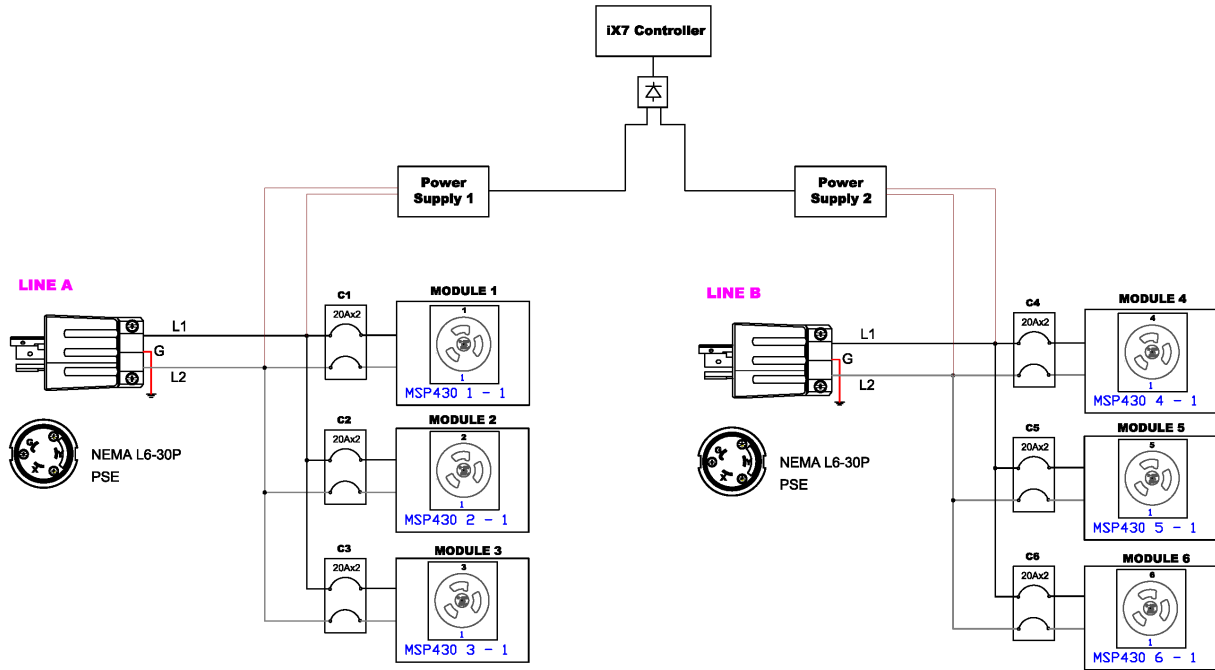 iX7 Controller
Power
Supply 1
Power
Supply 2
LINE A
L1
G
L2
NEMA L6-30P
PSE
C1
20Ax2
MODULE 1
1
1
MSP430 1 - 1
C2
20Ax2
MODULE 2
2
1
MSP430 2 - 1
C3
20Ax2
MODULE 3
3
1
MSP430 3 - 1
LINE B
L1
G
L2
NEMA L6-30P
PSE
C4
20Ax2
MODULE 4
4
1
MSP430 4 - 1
C5
20Ax2
MODULE 5
5
1
MSP430 5 - 1
C6
20Ax2
MODULE 6
6
1
MSP430 6 - 1